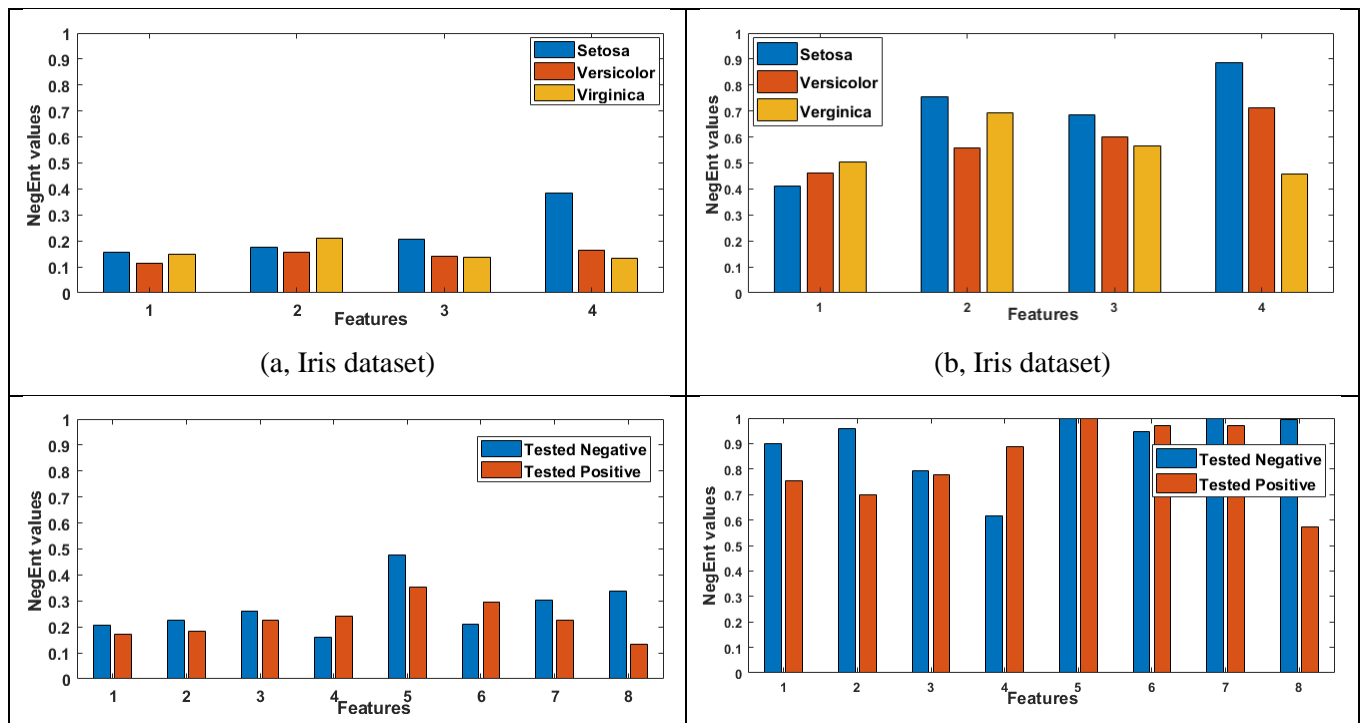 1
0.9
0.8
0.7
0.6
0.5
0.4
0.3
0.2
0.1
0
NegEnt values
Setosa
Versicolor
Virginica
1 2 3 4
Features
(a, Iris dataset)
1
0.9
0.8
0.7
0.6
0.5
0.4
0.3
0.2
0.1
0
NegEnt values
Setosa
Versicolor
Verginica
1 2 3 4
Features
(b, Iris dataset)
1
0.9
0.8
0.7
0.6
0.5
0.4
0.3
0.2
0.1
0
NegEnt values
Tested Negative
Tested Positive
1 2 3 4 5 6 7 8
Features
1
0.9
0.8
0.7
0.6
0.5
0.4
0.3
0.2
0.1
0
NegEnt values
Tested Negative
Tested Positive
1 2 3 4 5 6 7 8
Features